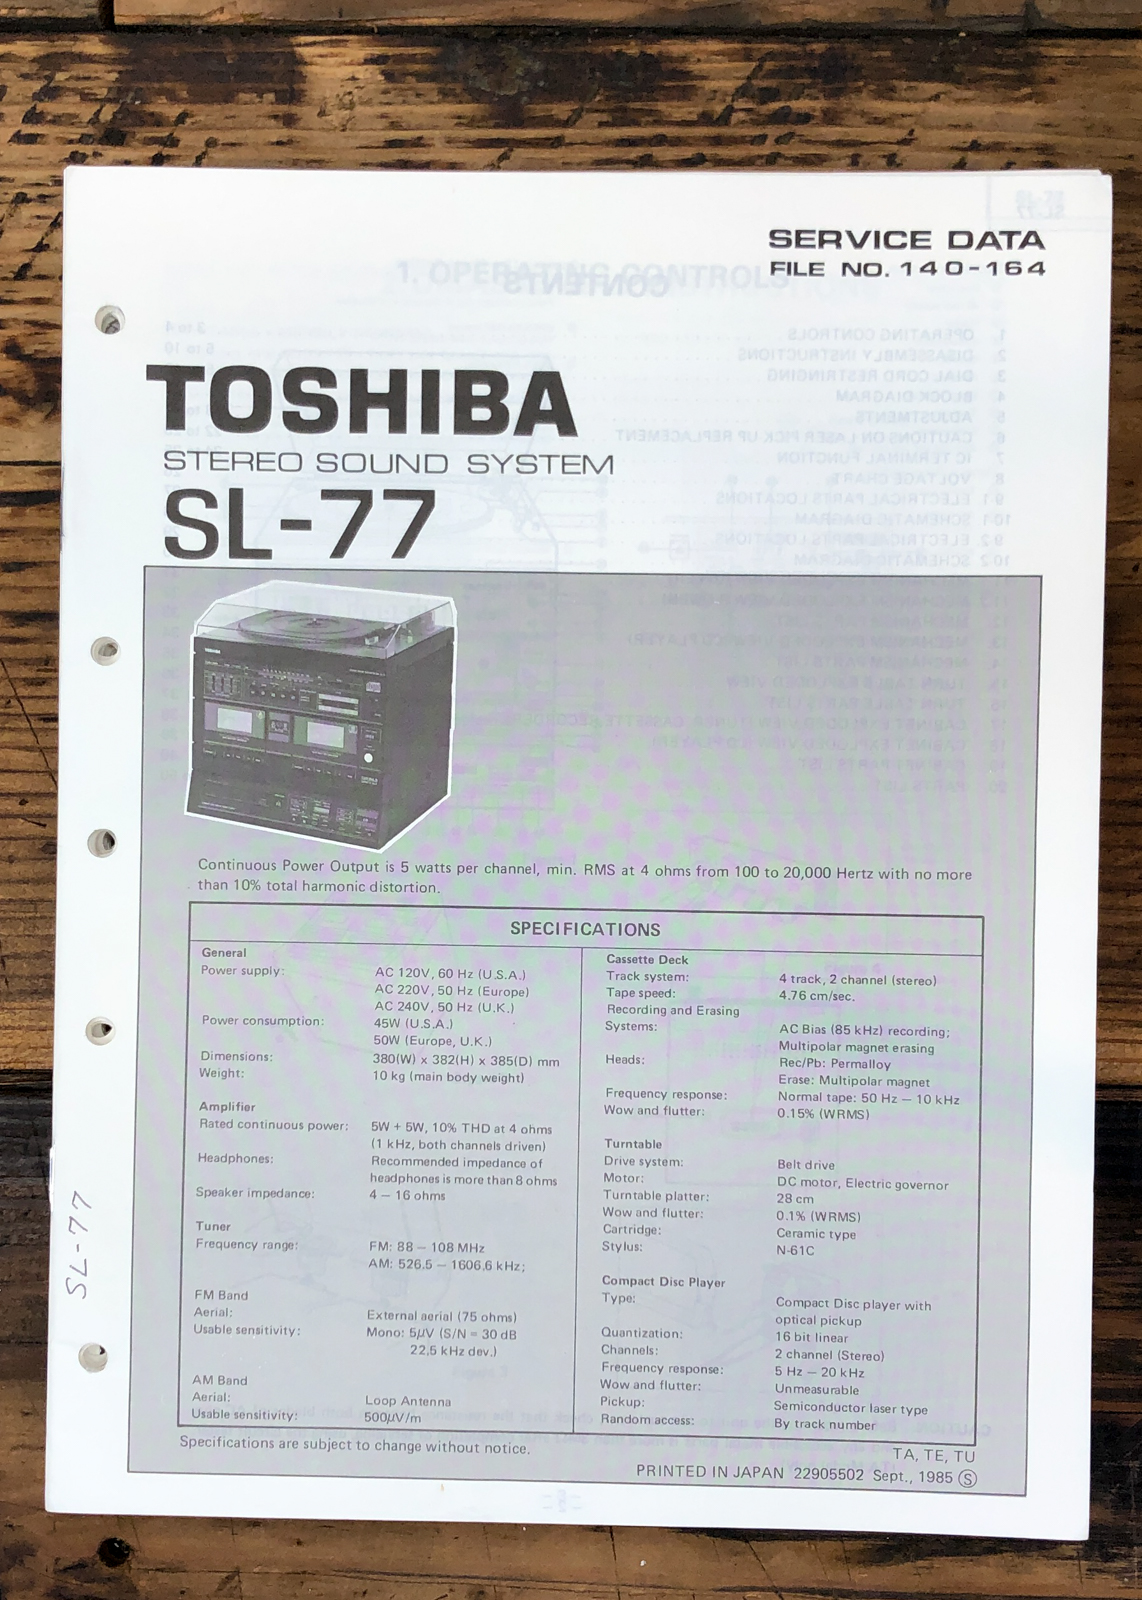 SERVICE DATA
FILE NO. 140-164
TOSHIBA
STEREO SOUND SYSTEM
SL-77
Continuous Power Output is 5 watts per channel, min. RMS at 4 ohms from 100 to 20,000 Hertz with no more
than 10% total harmonic distortion.
SPECIFICATIONS
General
Power supply: AC 120V, 60 Hz (U.S.A.)
AC 220V, 50 Hz (Europe)
AC 240V, 50 Hz (U.K.)
Power consumption: 45W (U.S.A.)
50W (Europe, U.K.)
Dimensions: 380(W) x 382(H) x 385(D) mm
Weight: 10 kg (main body weight)
Amplifier
Rated continuous power: 5W + 5W, 10% THD at 4 ohms
(1 kHz, both channels driven)
Headphones: Recommended impedance of
headphones is more than 8 ohms
Speaker impedance: 4 – 16 ohms
Tuner
Frequency range: FM: 88 – 108 MHz
AM: 526.5 – 1606.6 kHz;
FM Band
Aerial: External aerial (75 ohms)
Usable sensitivity: Mono: 5μV (S/N = 30 dB
22.5 kHz dev.)
AM Band
Aerial: Loop Antenna
Usable sensitivity: 500μV/m
Cassette Deck
Track system: 4 track, 2 channel (stereo)
Tape speed: 4.76 cm/sec.
Recording and Erasing
Systems: AC Bias (85 kHz) recording;
Multipolar magnet erasing
Heads: Rec/Pb: Permalloy
Erase: Multipolar magnet
Frequency response: Normal tape: 50 Hz – 10 kHz
Wow and flutter: 0.15% (WRMS)
Turntable
Drive system: Belt drive
Motor: DC motor, Electric governor
Turntable platter: 28 cm
Wow and flutter: 0.1% (WRMS)
Cartridge: Ceramic type
Stylus: N-61C
Compact Disc Player
Type: Compact Disc player with
optical pickup
Quantization: 16 bit linear
Channels: 2 channel (Stereo)
Frequency response: 5 Hz – 20 kHz
Wow and flutter: Unmeasurable
Pickup: Semiconductor laser type
Random access: By track number
Specifications are subject to change without notice.
TA, TE, TU
PRINTED IN JAPAN 22905502 Sept., 1985 Ⓢ
SL-77